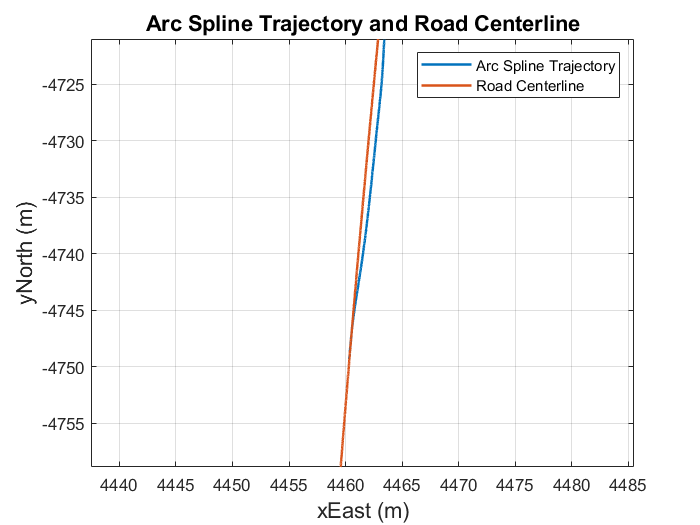 Arc Spline Trajectory and Road Centerline
Arc Spline Trajectory
Road Centerline
-4725
-4730
-4735
-4740
-4745
-4750
-4755
yNorth (m)
4440 4445 4450 4455 4460 4465 4470 4475 4480 4485
xEast (m)